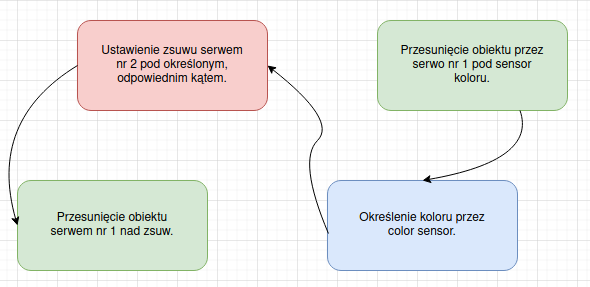 Ustawienie zsuwu serwem
nr 2 pod określonym,
odpowiednim kątem.
Przesunięcie obiektu przez
serwo nr 1 pod sensor
koloru.
Przesunięcie obiektu
serwem nr 1 nad zsuw.
Określenie koloru przez
color sensor.